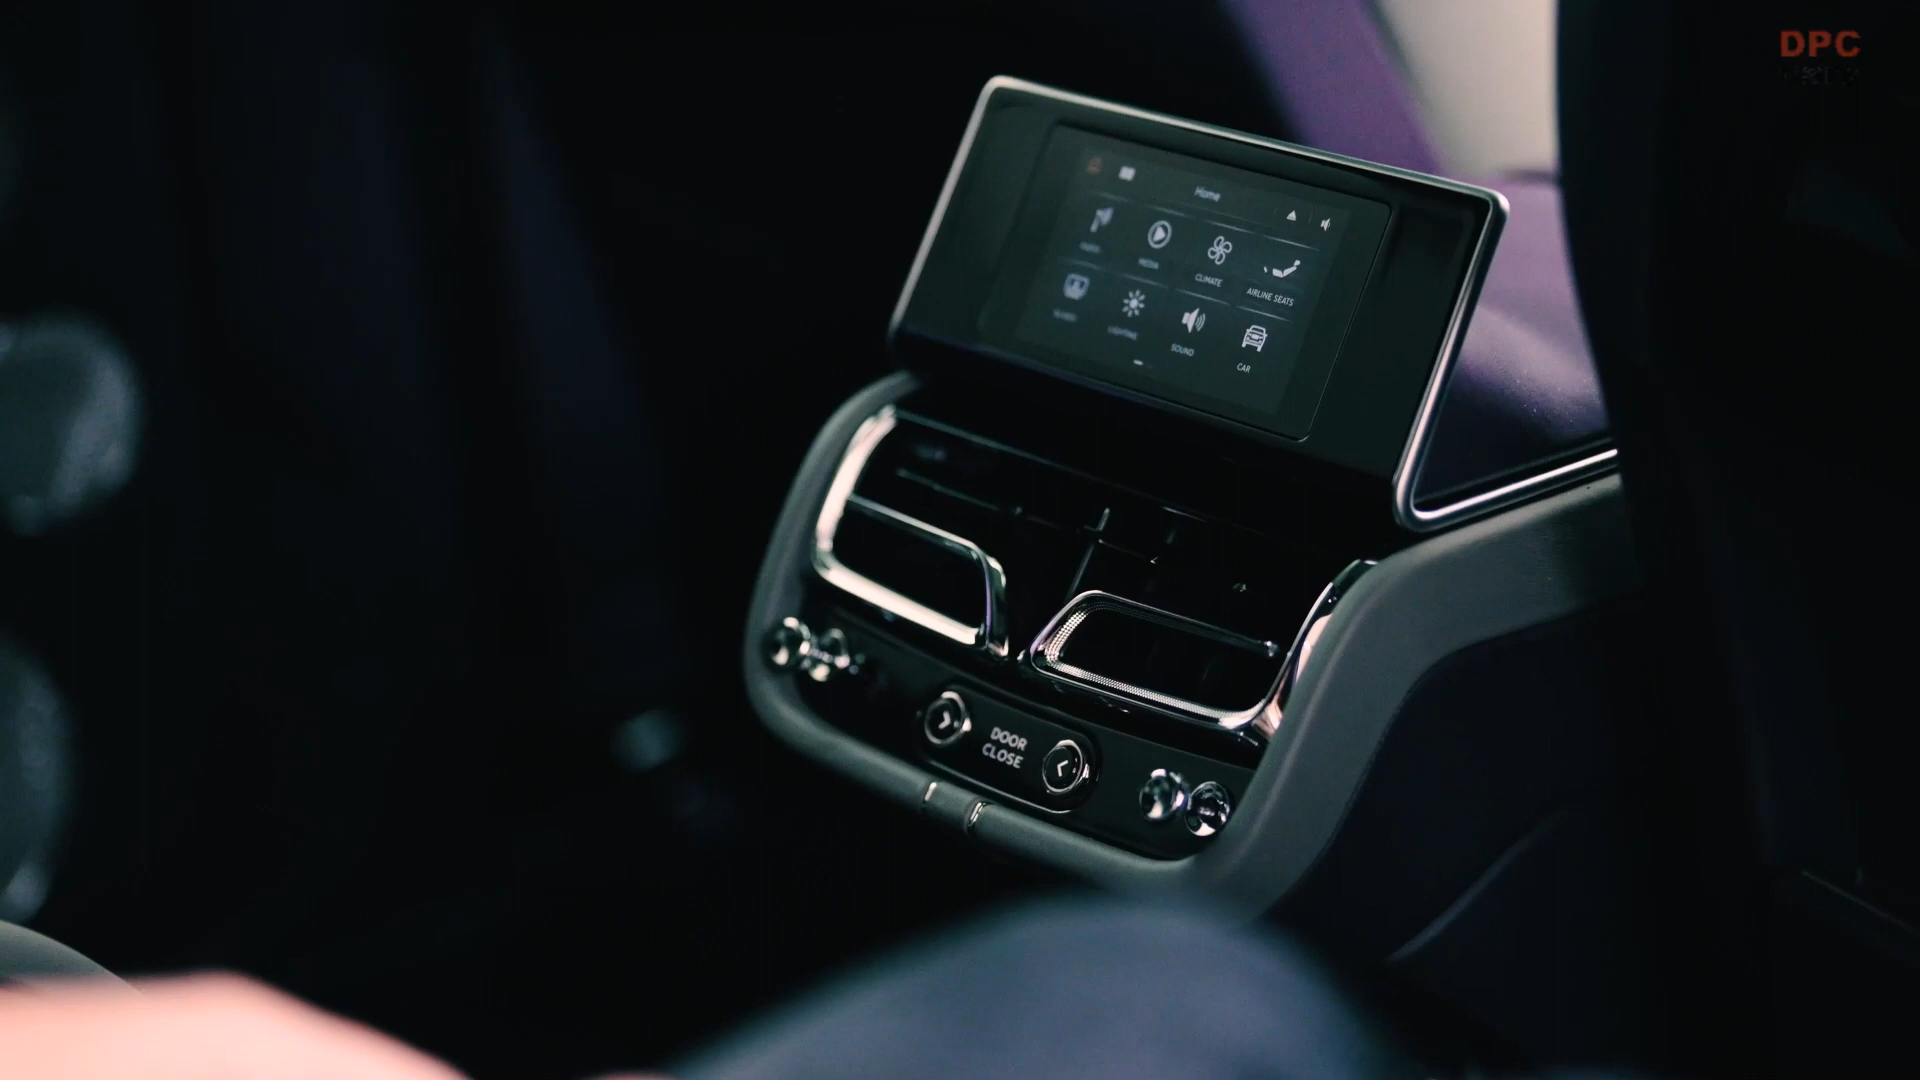 DPC
Home
MEDIA
CLIMATE
AIRLINE SEATS
LIGHTING
SOUND
CAR
DOOR
CLOSE